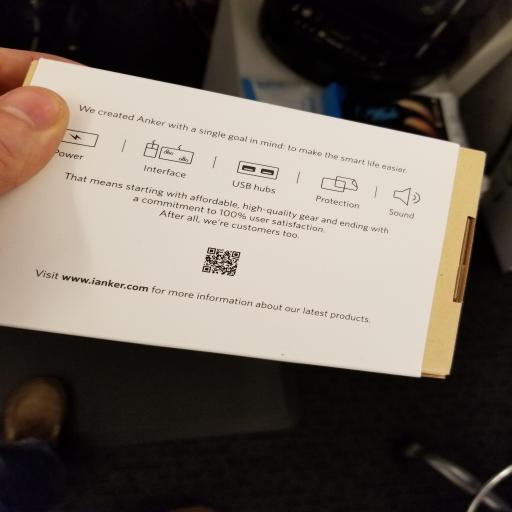 We created Anker with a single goal in mind: to make the smart life easier.
Power | Interface | USB hubs | Protection | Sound
That means starting with affordable, high-quality gear and ending with
a commitment to 100% user satisfaction.
After all, we're customers too.
Visit www.ianker.com for more information about our latest products.